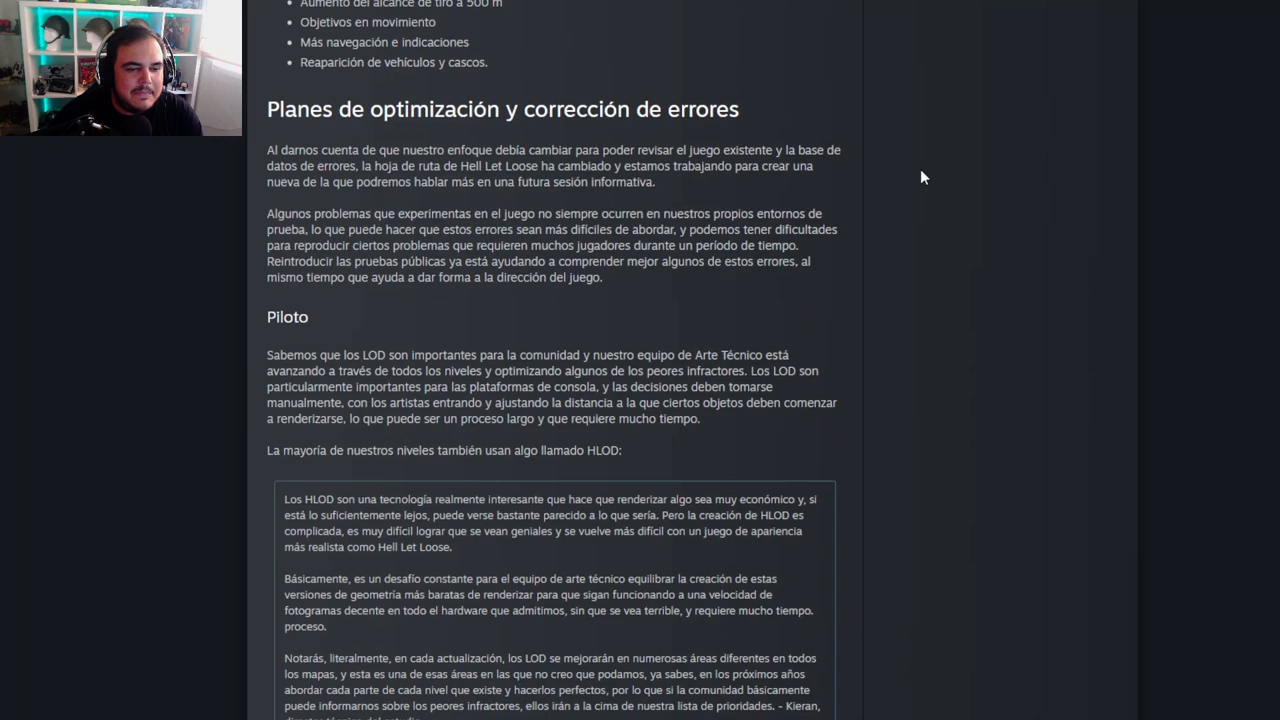 Aumento del alcance de tiro a 500 m
Objetivos en movimiento
Más navegación e indicaciones
Reaparición de vehículos y cascos.
Planes de optimización y corrección de errores
Al darnos cuenta de que nuestro enfoque debía cambiar para poder revisar el juego existente y la base de
datos de errores, la hoja de ruta de Hell Let Loose ha cambiado y estamos trabajando para crear una
nueva de la que podremos hablar más en una futura sesión informativa.
Algunos problemas que experimentas en el juego no siempre ocurren en nuestros propios entornos de
prueba, lo que puede hacer que estos errores sean más difíciles de abordar, y podemos tener dificultades
para reproducir ciertos problemas que requieren muchos jugadores durante un período de tiempo.
Reintroducir las pruebas públicas ya está ayudando a comprender mejor algunos de estos errores, al
mismo tiempo que ayuda a dar forma a la dirección del juego.
Piloto
Sabemos que los LOD son importantes para la comunidad y nuestro equipo de Arte Técnico está
avanzando a través de todos los niveles y optimizando algunos de los peores infractores. Los LOD son
particularmente importantes para las plataformas de consola, y las decisiones deben tomarse
manualmente, con los artistas entrando y ajustando la distancia a la que ciertos objetos deben comenzar
a renderizarse, lo que puede ser un proceso largo y que requiere mucho tiempo.
La mayoría de nuestros niveles también usan algo llamado HLOD:
Los HLOD son una tecnología realmente interesante que hace que renderizar algo sea muy económico y, si
está lo suficientemente lejos, puede verse bastante parecido a lo que sería. Pero la creación de HLOD es
complicada, es muy difícil lograr que se vean geniales y se vuelve más difícil con un juego de apariencia
más realista como Hell Let Loose.
Básicamente, es un desafío constante para el equipo de arte técnico equilibrar la creación de estas
versiones de geometría más baratas de renderizar para que sigan funcionando a una velocidad de
fotogramas decente en todo el hardware que admitimos, sin que se vea terrible, y requiere mucho tiempo.
proceso.
Notarás, literalmente, en cada actualización, los LOD se mejorarán en numerosas áreas diferentes en todos
los mapas, y esta es una de esas áreas en las que no creo que podamos, ya sabes, en los próximos años
abordar cada parte de cada nivel que existe y hacerlos perfectos, por lo que si la comunidad básicamente
puede informarnos sobre los peores infractores, ellos irán a la cima de nuestra lista de prioridades. - Kieran,